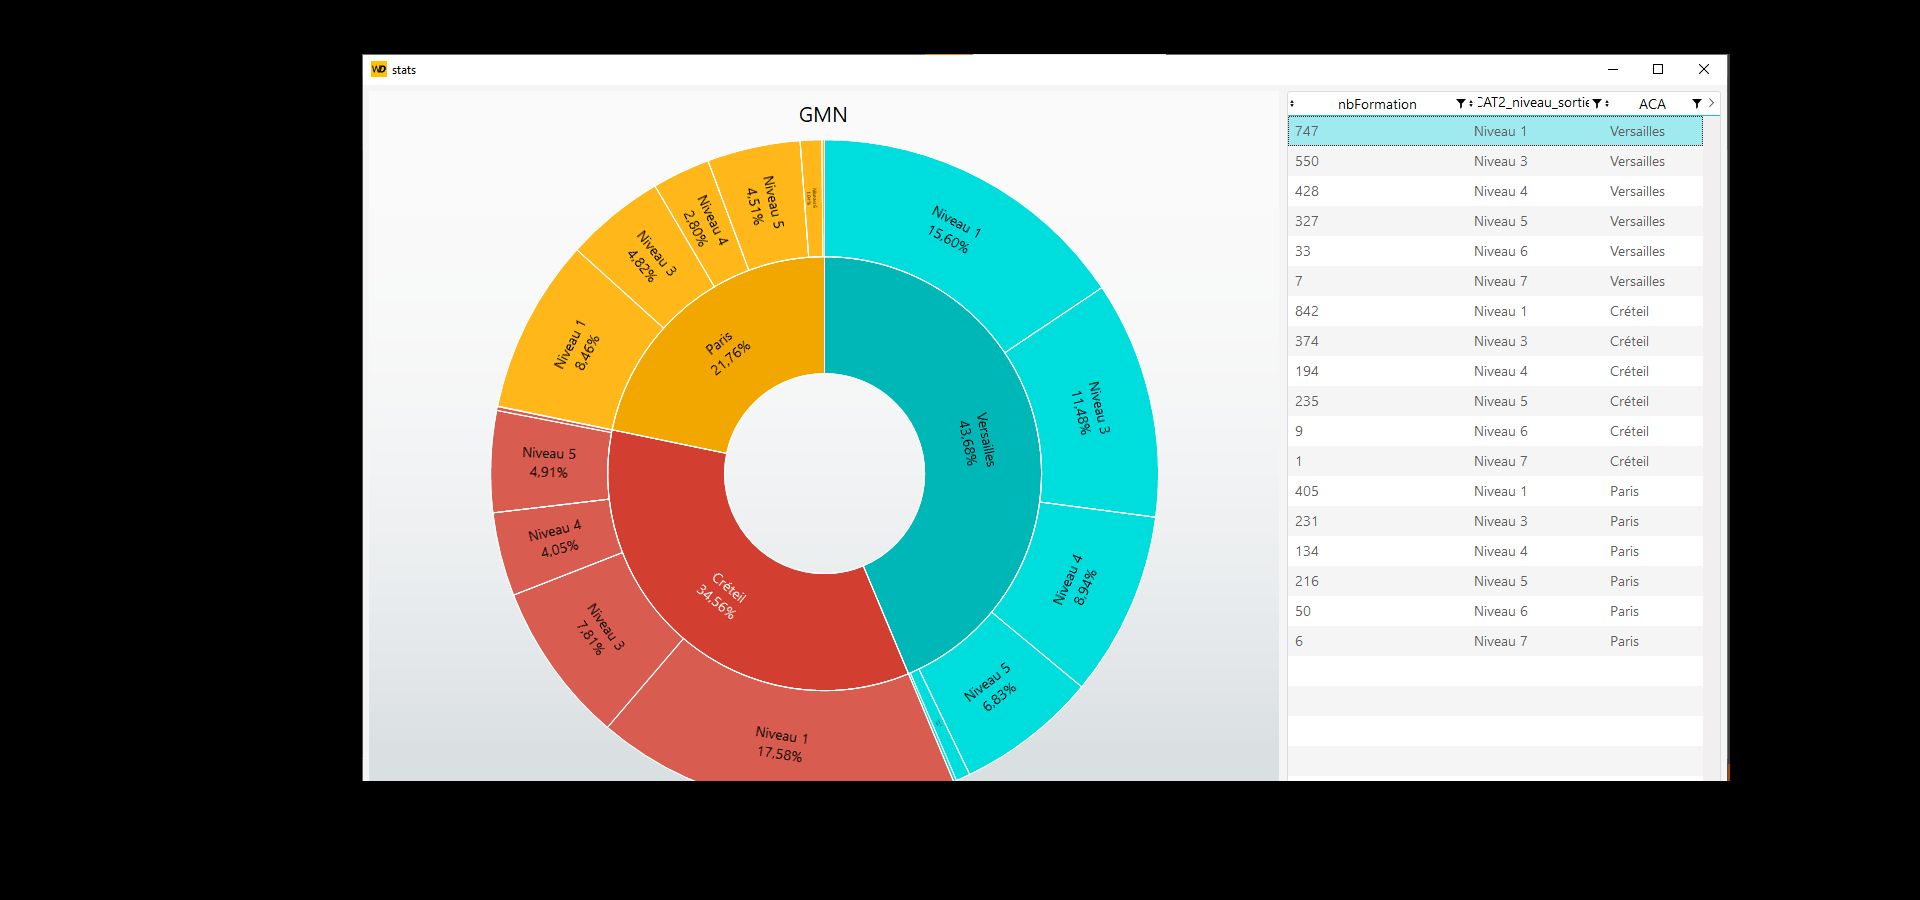 WD stats
GMN
Niveau 1
15,60%
Niveau 3
11,48%
Niveau 4
8,94%
Niveau 5
6,83%
Niveau 1
17,58%
Niveau 3
7,81%
Niveau 4
4,05%
Niveau 5
4,91%
Niveau 1
8,46%
Niveau 3
4,82%
Niveau 4
2,80%
Niveau 5
4,51%
Versailles
43,68%
Créteil
34,56%
Paris
21,76%
nbFormation CAT2_niveau_sortie ACA
747 Niveau 1 Versailles
550 Niveau 3 Versailles
428 Niveau 4 Versailles
327 Niveau 5 Versailles
33 Niveau 6 Versailles
7 Niveau 7 Versailles
842 Niveau 1 Créteil
374 Niveau 3 Créteil
194 Niveau 4 Créteil
235 Niveau 5 Créteil
9 Niveau 6 Créteil
1 Niveau 7 Créteil
405 Niveau 1 Paris
231 Niveau 3 Paris
134 Niveau 4 Paris
216 Niveau 5 Paris
50 Niveau 6 Paris
6 Niveau 7 Paris